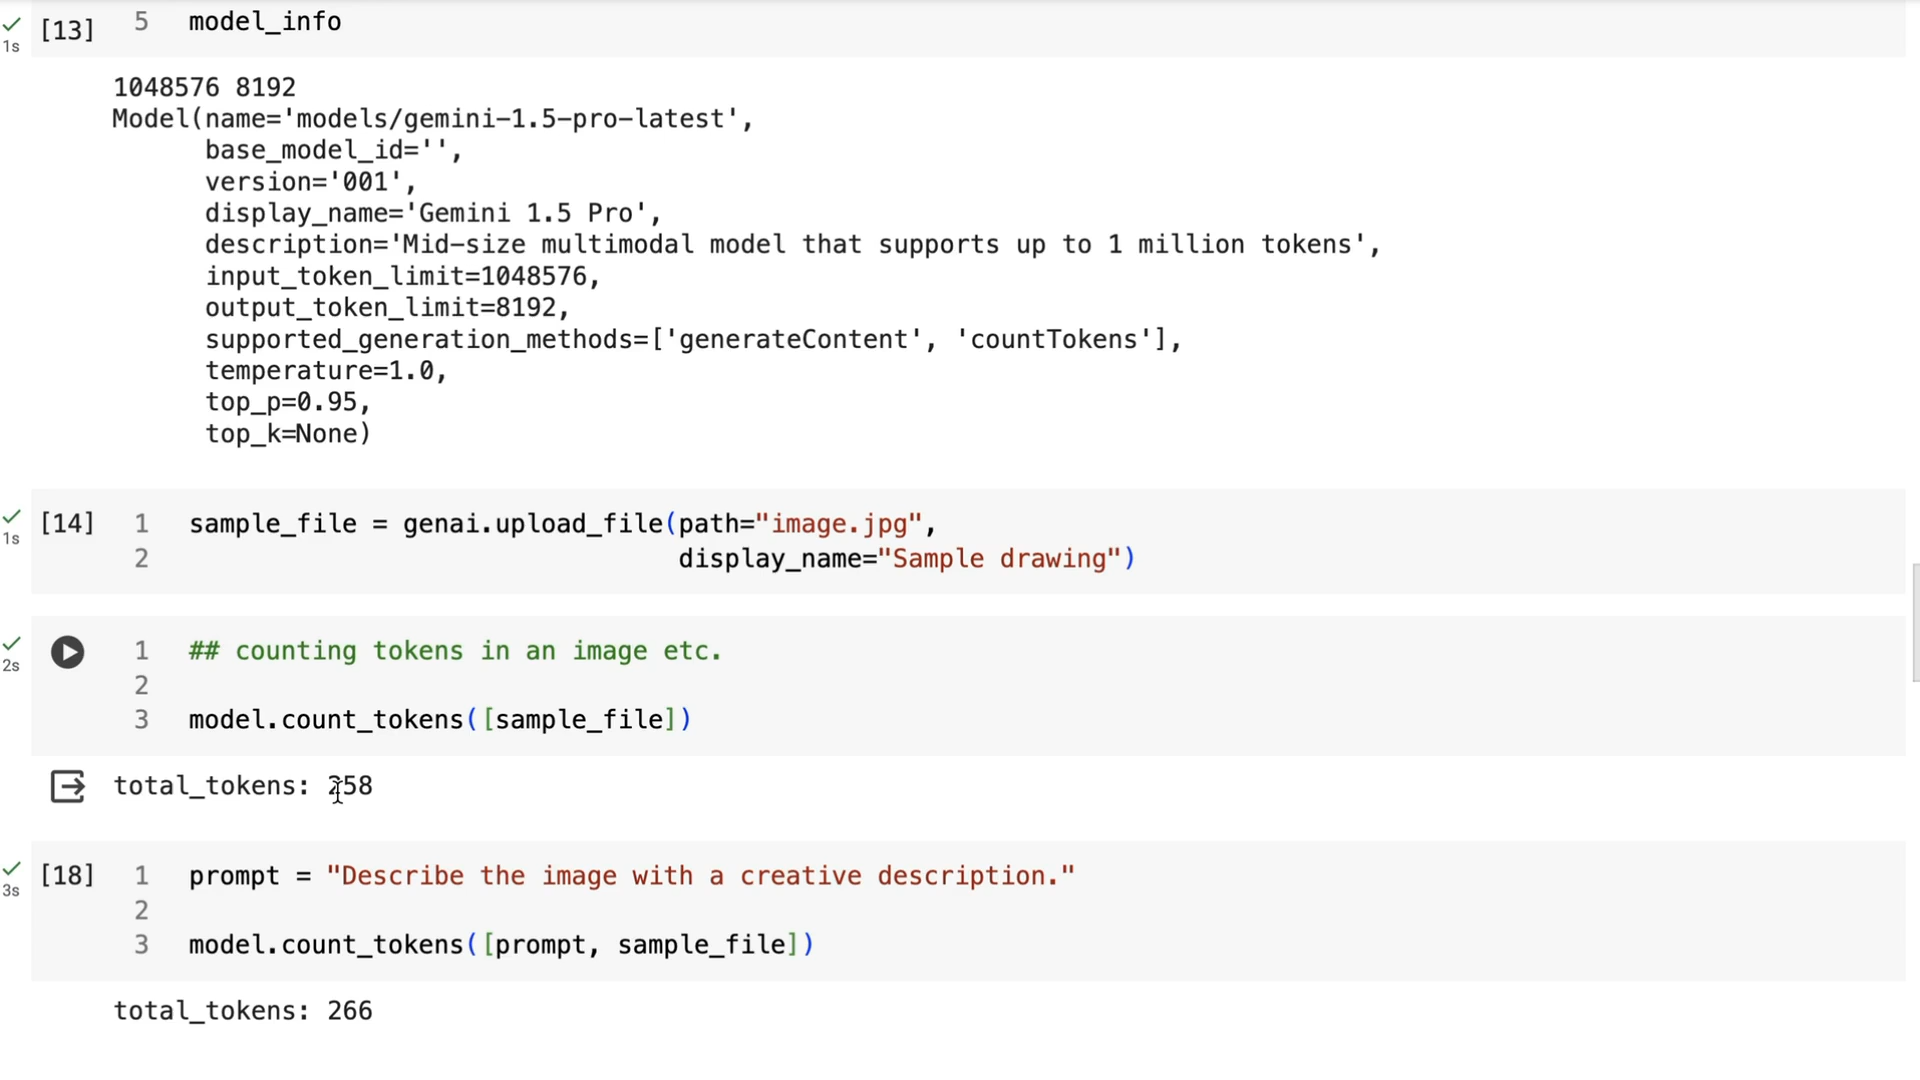 [13] 5 model_info
1s
1048576 8192
Model(name='models/gemini-1.5-pro-latest',
base_model_id='',
version='001',
display_name='Gemini 1.5 Pro',
description='Mid-size multimodal model that supports up to 1 million tokens',
input_token_limit=1048576,
output_token_limit=8192,
supported_generation_methods=['generateContent', 'countTokens'],
temperature=1.0,
top_p=0.95,
top_k=None)
[14] 1 sample_file = genai.upload_file(path="image.jpg",
1s
2 display_name="Sample drawing")
1 ## counting tokens in an image etc.
2s
2
3 model.count_tokens([sample_file])
total_tokens: 258
[18] 1 prompt = "Describe the image with a creative description."
3s
2
3 model.count_tokens([prompt, sample_file])
total_tokens: 266